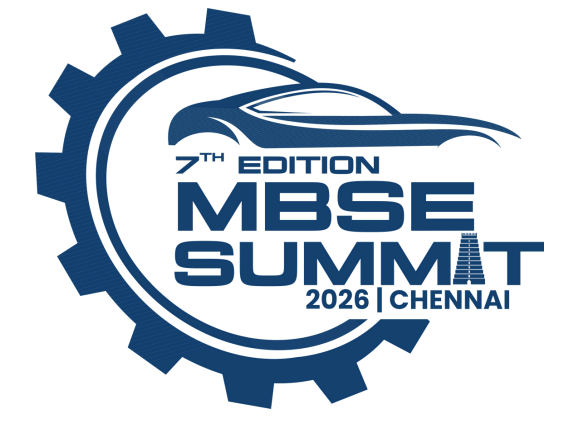 7TH EDITION
MBSE
SUMMIT
2026 | CHENNAI